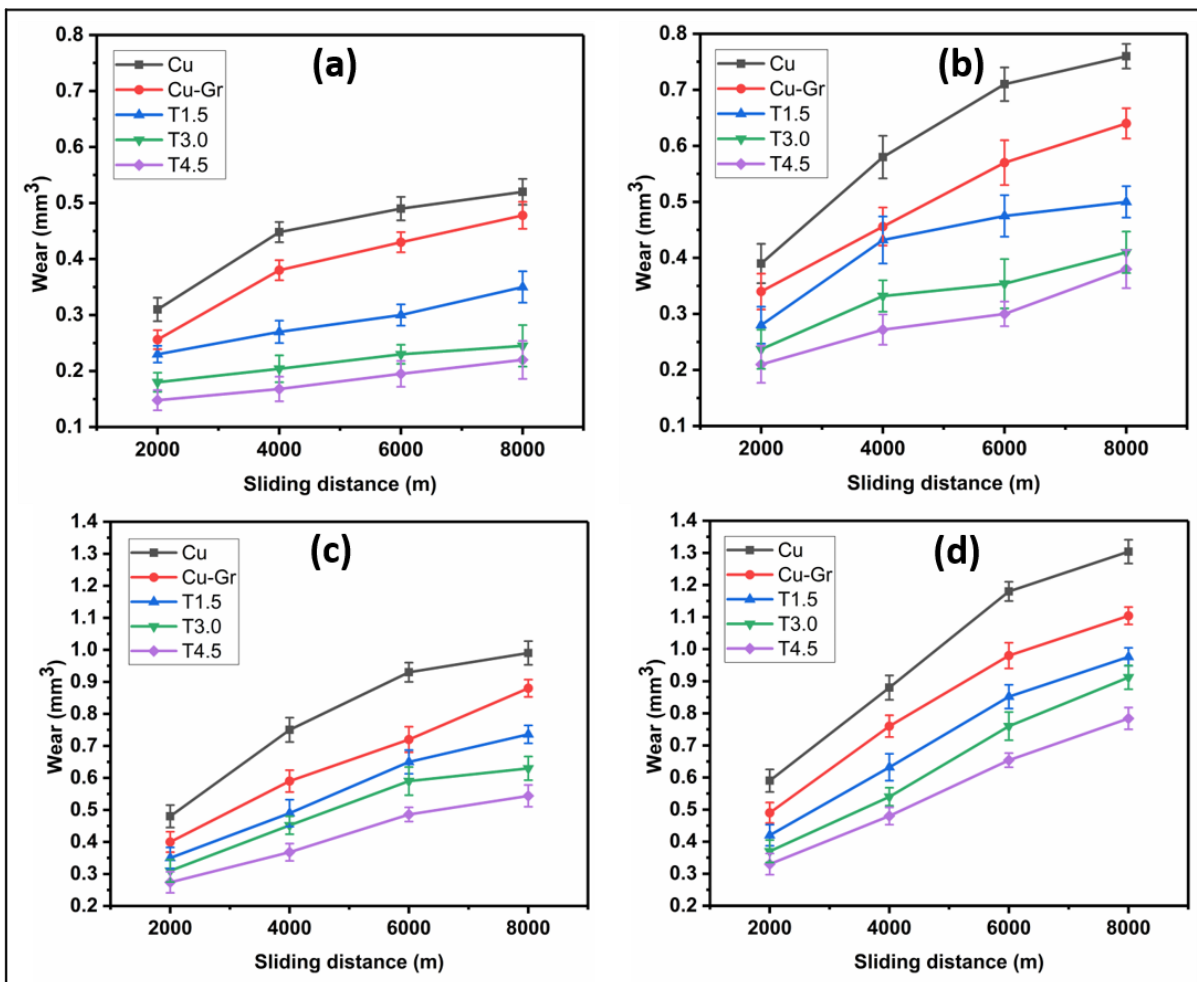 (a)
Cu
Cu-Gr
T1.5
T3.0
T4.5
0.8
0.7
0.6
0.5
0.4
0.3
0.2
0.1
Wear (mm³)
2000 4000 6000 8000
Sliding distance (m)
(b)
Cu
Cu-Gr
T1.5
T3.0
T4.5
0.8
0.7
0.6
0.5
0.4
0.3
0.2
0.1
Wear (mm³)
2000 4000 6000 8000
Sliding distance (m)
(c)
Cu
Cu-Gr
T1.5
T3.0
T4.5
1.4
1.3
1.2
1.1
1.0
0.9
0.8
0.7
0.6
0.5
0.4
0.3
0.2
Wear (mm³)
2000 4000 6000 8000
Sliding distance (m)
(d)
Cu
Cu-Gr
T1.5
T3.0
T4.5
1.4
1.3
1.2
1.1
1.0
0.9
0.8
0.7
0.6
0.5
0.4
0.3
0.2
Wear (mm³)
2000 4000 6000 8000
Sliding distance (m)